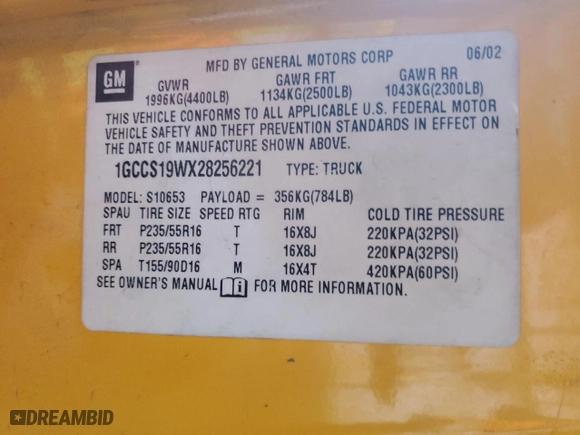 GM
MFD BY GENERAL MOTORS CORP 06/02
GVWR GAWR FRT GAWR RR
1996KG(4400LB) 1134KG(2500LB) 1043KG(2300LB)
THIS VEHICLE CONFORMS TO ALL APPLICABLE U.S. FEDERAL MOTOR
VEHICLE SAFETY AND THEFT PREVENTION STANDARDS IN EFFECT ON
THE DATE OF MANUFACTURE SHOWN ABOVE.
1GCCS19WX28256221 TYPE: TRUCK
MODEL: S10653 PAYLOAD = 356KG(784LB)
SPAU TIRE SIZE SPEED RTG RIM COLD TIRE PRESSURE
FRT P235/55R16 T 16X8J 220KPA(32PSI)
RR P235/55R16 T 16X8J 220KPA(32PSI)
SPA T155/90D16 M 16X4T 420KPA(60PSI)
SEE OWNER'S MANUAL FOR MORE INFORMATION.
DREAMBID